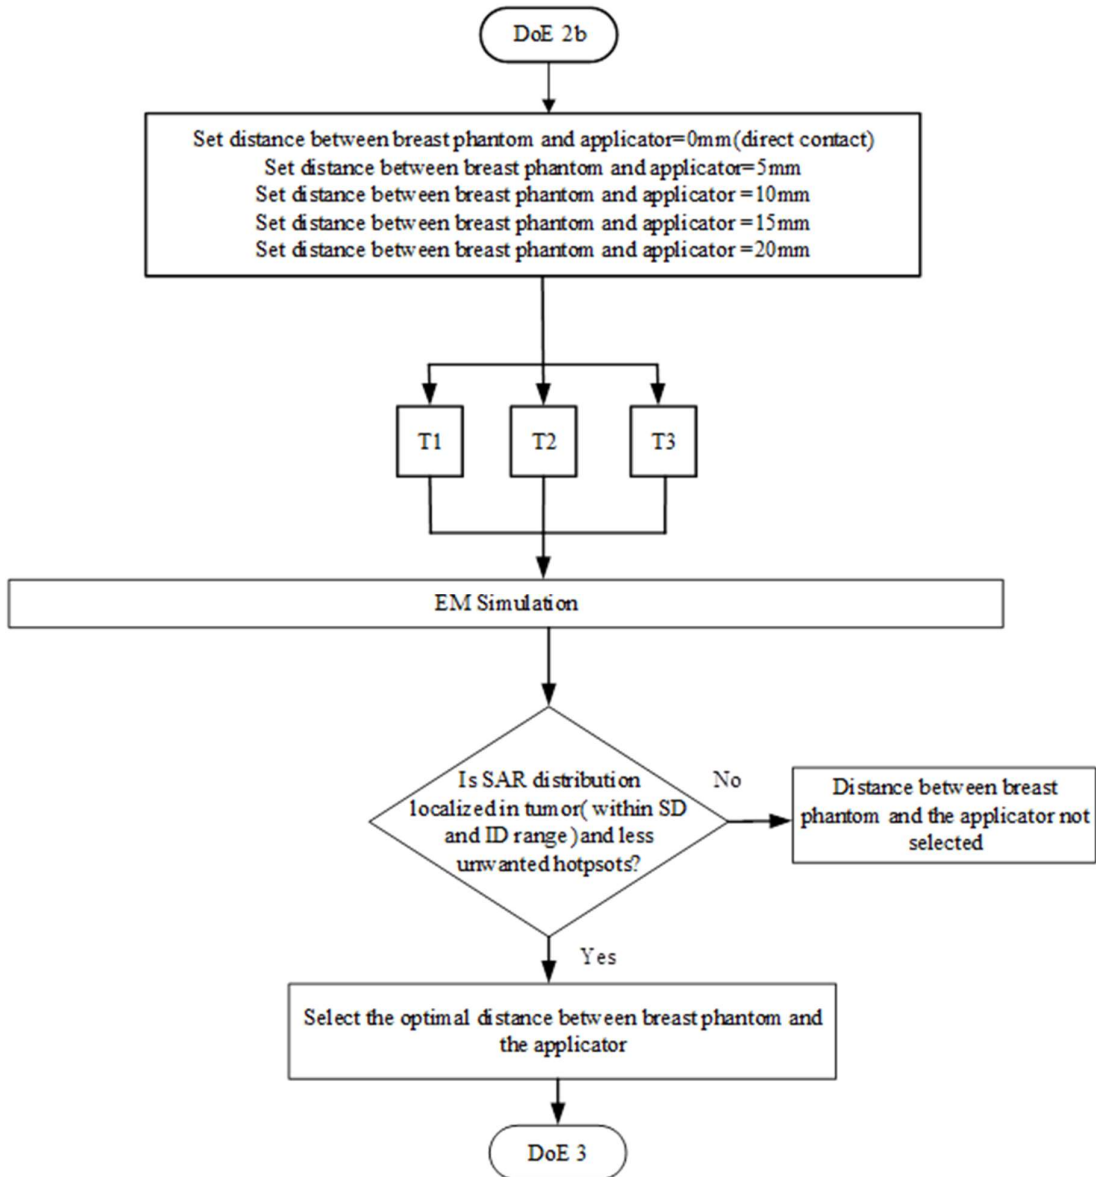 DoE 2b
Set distance between breast phantom and applicator=0mm(direct contact)
Set distance between breast phantom and applicator=5mm
Set distance between breast phantom and applicator =10mm
Set distance between breast phantom and applicator =15mm
Set distance between breast phantom and applicator =20mm
T1
T2
T3
EM Simulation
Is SAR distribution
localized in tumor( within SD
and ID range )and less
unwanted hotpsots?
No
Distance between breast
phantom and the applicator not
selected
Yes
Select the optimal distance between breast phantom and
the applicator
DoE 3